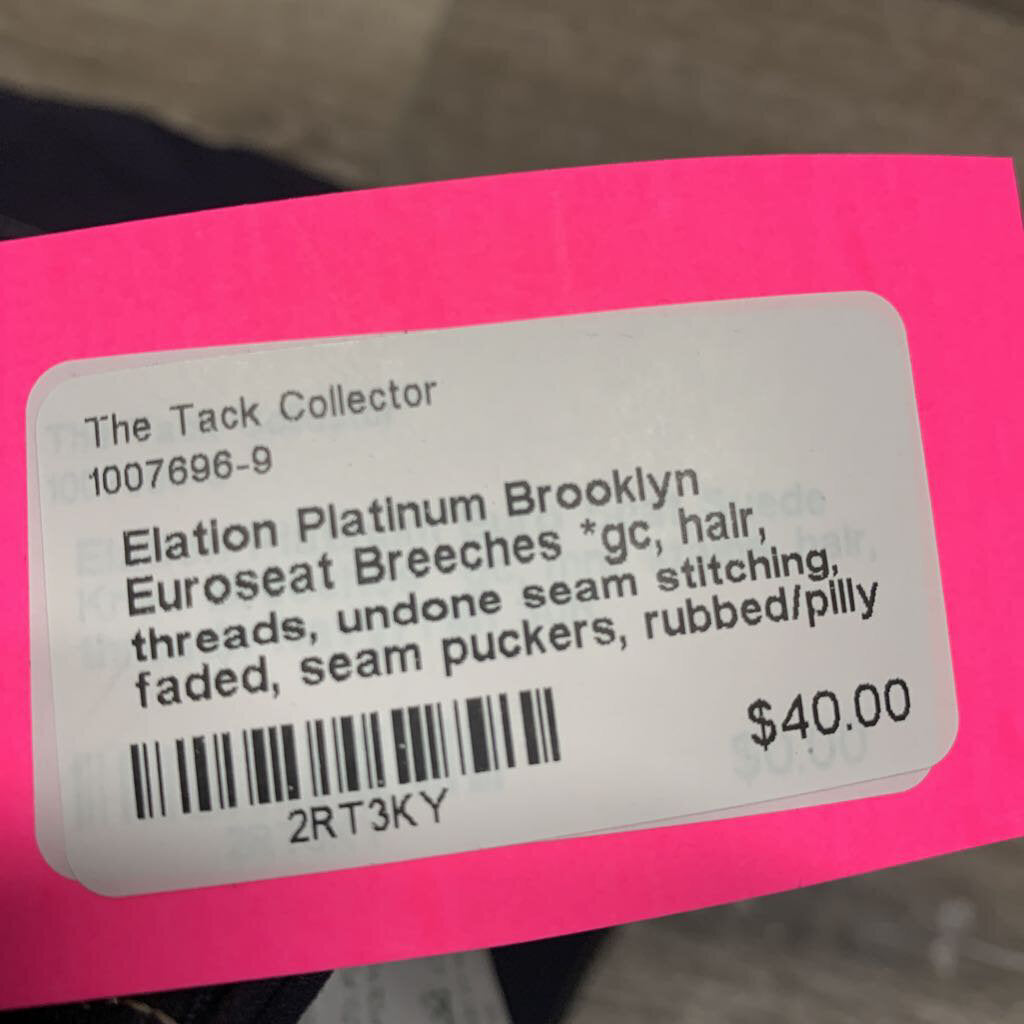 The Tack Collector
1007696-9
Elation Platinum Brooklyn
Euroseat Breeches *gc, hair,
threads, undone seam stitching,
faded, seam puckers, rubbed/pilly
$40.00
2RT3KY